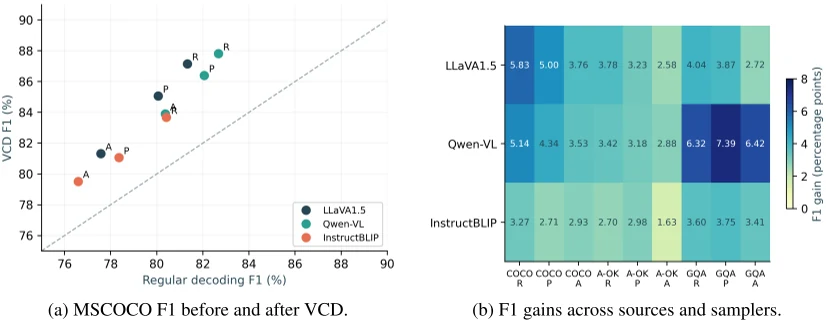 90
88
86
84
82
80
78
76
VCD F1 (%)
R
R
P
P
A
R
A
P
A
LLaVA1.5
Qwen-VL
InstructBLIP
76 78 80 82 84 86 88 90
Regular decoding F1 (%)
(a) MSCOCO F1 before and after VCD.
LLaVA1.5 5.83 5.00 3.76 3.78 3.23 2.58 4.04 3.87 2.72
Qwen-VL 5.14 4.34 3.53 3.42 3.18 2.88 6.32 7.39 6.42
InstructBLIP 3.27 2.71 2.93 2.70 2.98 1.63 3.60 3.75 3.41
COCO COCO COCO A-OK A-OK A-OK GQA GQA GQA
R P A R P A R P A
8
6
4
2
0
F1 gain (percentage points)
(b) F1 gains across sources and samplers.